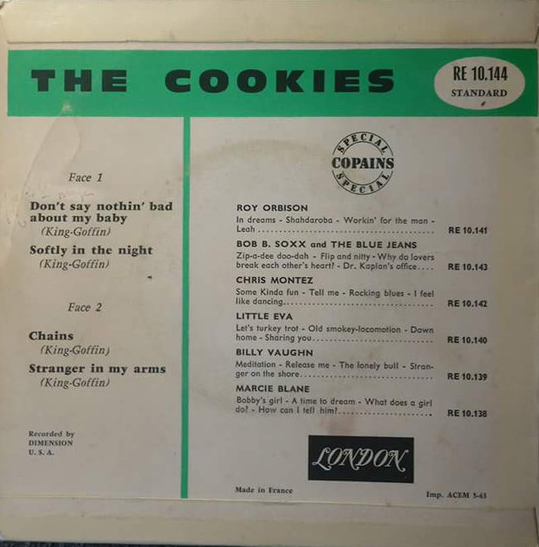 THE COOKIES
RE 10.144
STANDARD
Face 1
Don't say nothin' bad
about my baby
(King-Goffin)
Softly in the night
(King-Goffin)
Face 2
Chains
(King-Goffin)
Stranger in my arms
(King-Goffin)
Recorded by
DIMENSION
U. S. A.
SPECIAL
COPAINS
SPECIAL
ROY ORBISON
In dreams - Shahdaroba - Workin' for the man -
Leah ........................................ RE 10.141
BOB B. SOXX and THE BLUE JEANS
Zip-a-dee doo-dah - Flip and nitty - Why do lovers
break each other's heart? - Dr. Kaplan's office.... RE 10.143
CHRIS MONTEZ
Some Kinda fun - Tell me - Rocking blues - I feel
like dancing................................. RE 10.142
LITTLE EVA
Let's turkey trot - Old smokey-locomotion - Down
home - Sharing you........................ RE 10.140
BILLY VAUGHN
Meditation - Release me - The lonely bull - Stran-
ger on the shore........................... RE 10.139
MARCIE BLANE
Bobby's girl - A time to dream - What does a girl
do? - How can I tell him?.................. RE 10.138
LONDON
Made in France
Imp. ACEM 5-63